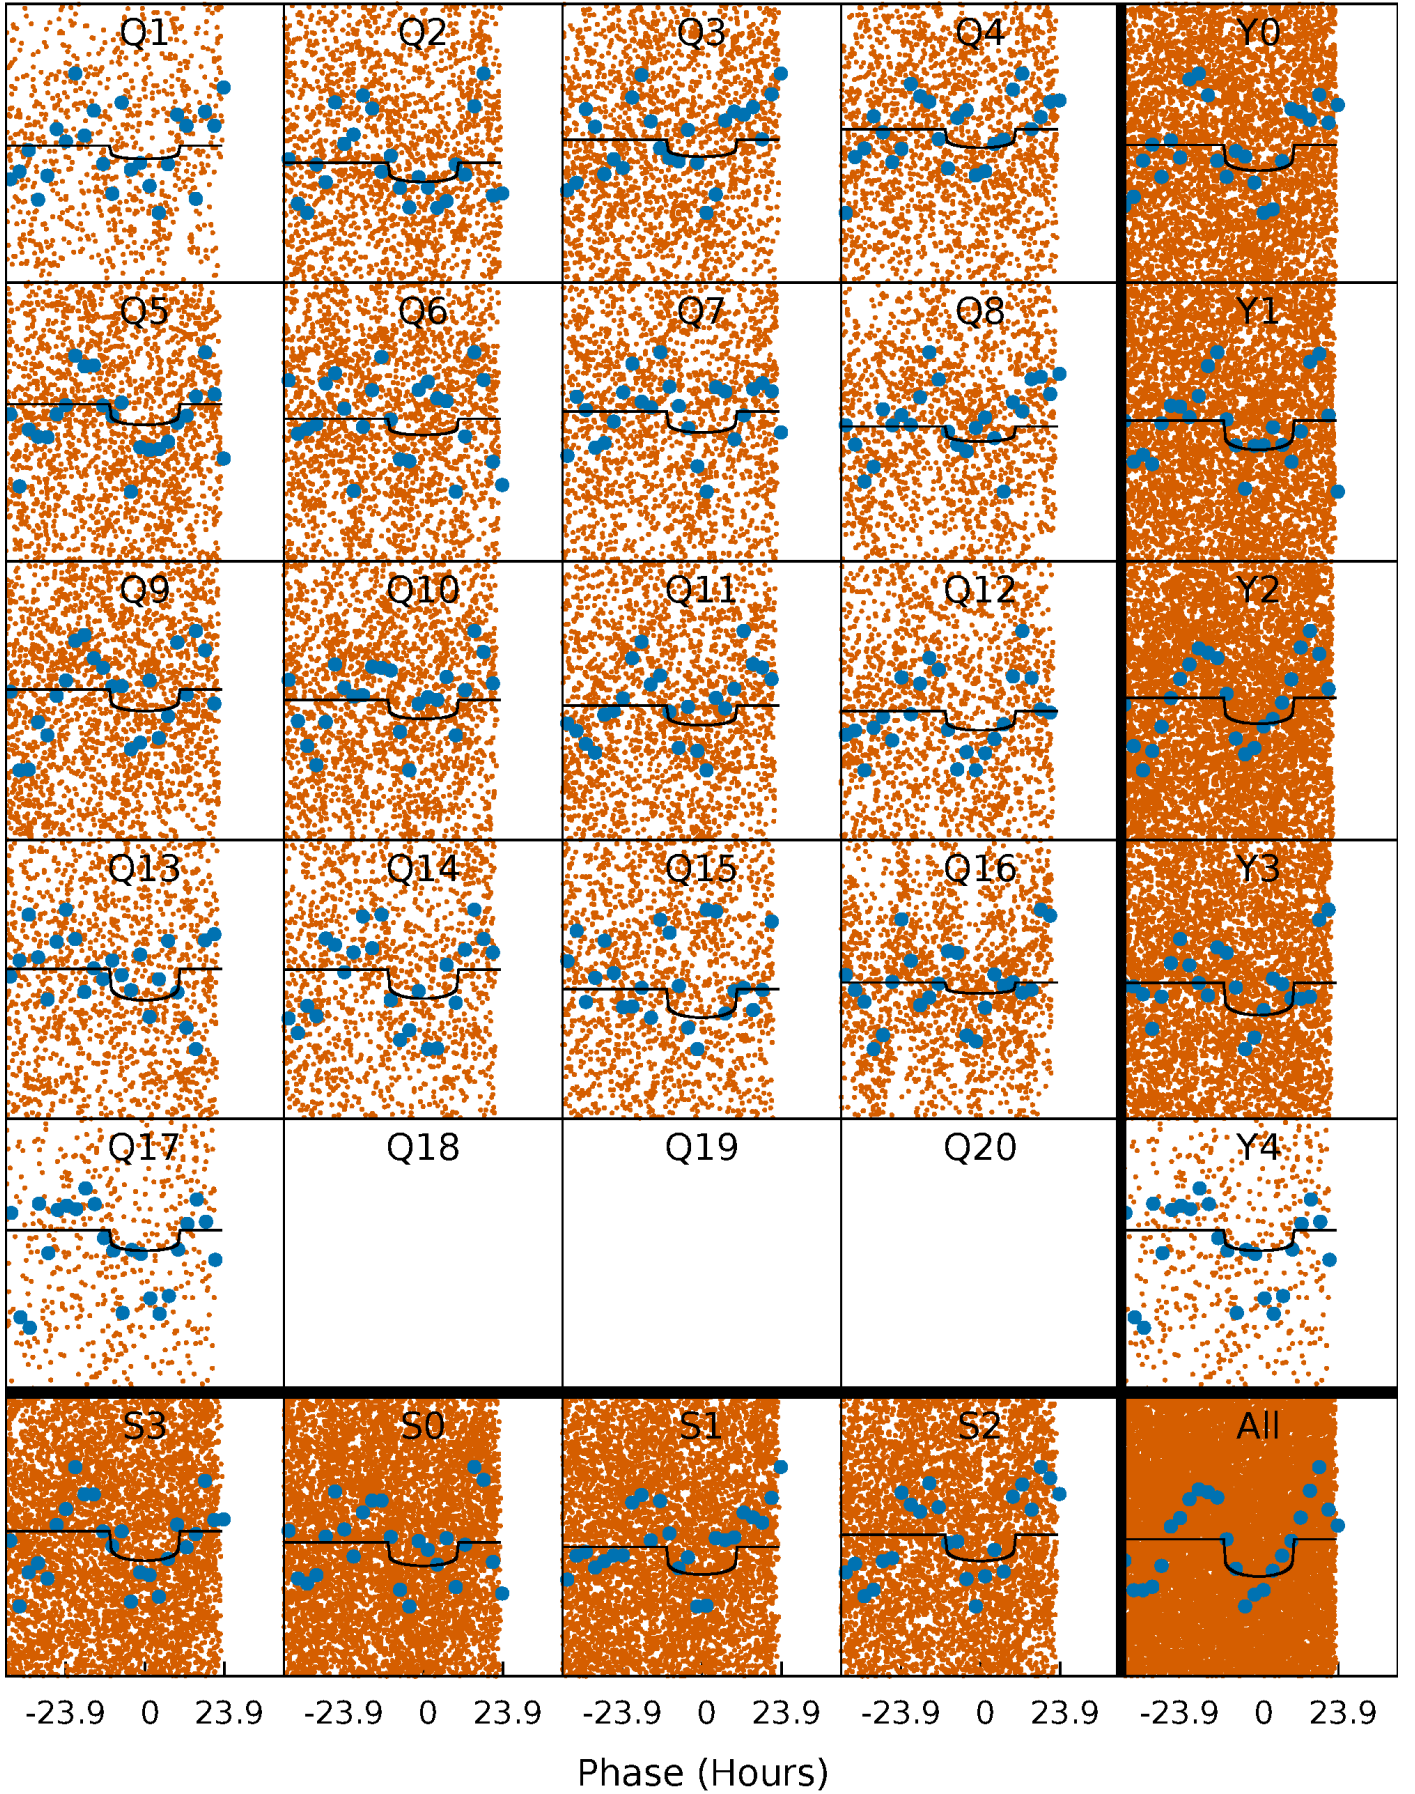 Q1 Q2 Q3 Q4 Y0
Q5 Q6 Q7 Q8 Y1
Q9 Q10 Q11 Q12 Y2
Q13 Q14 Q15 Q16 Y3
Q17 Q18 Q19 Q20 Y4
S3 S0 S1 S2 All
-23.9 0 23.9 -23.9 0 23.9 -23.9 0 23.9 -23.9 0 23.9 -23.9 0 23.9
Phase (Hours)